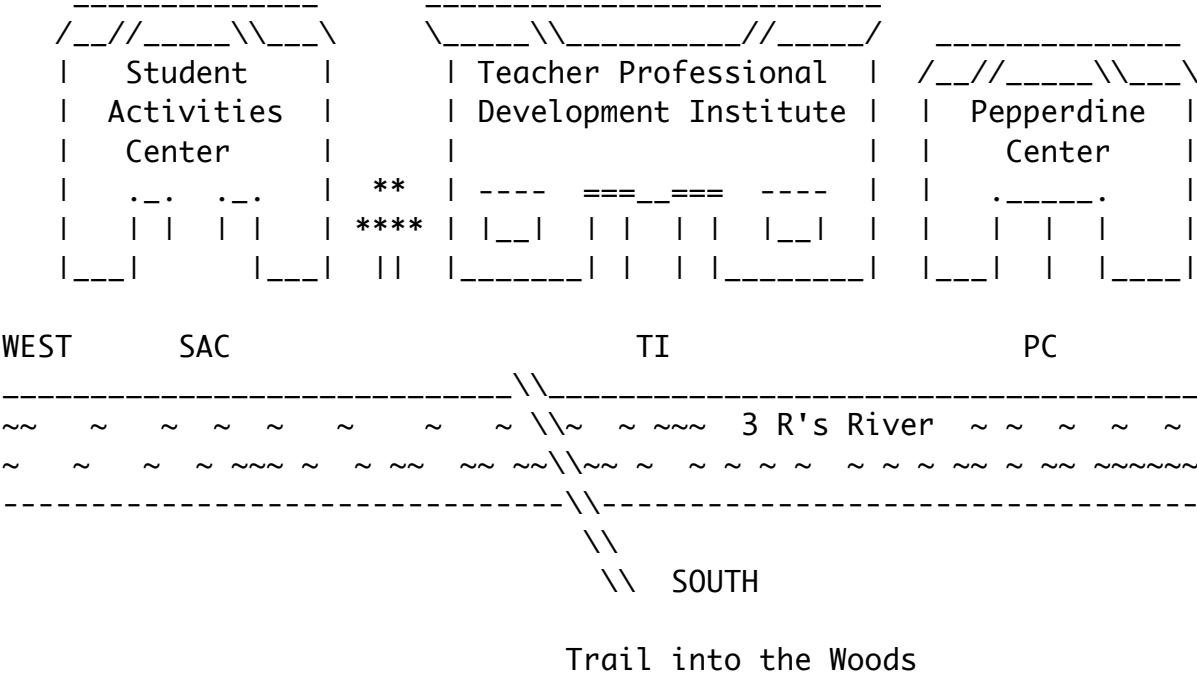 Student
Activities
Center
Teacher Professional
Development Institute
Pepperdine
Center
WEST SAC TI PC
3 R's River
SOUTH
Trail into the Woods